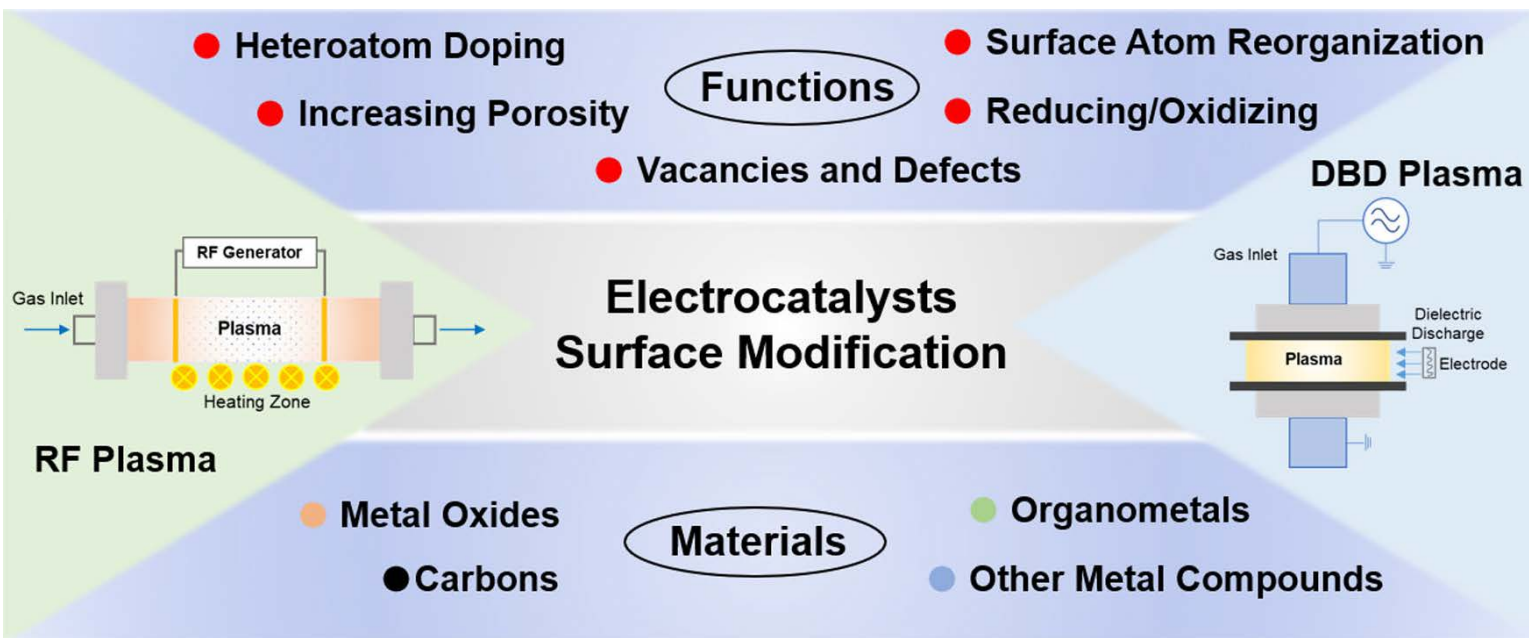 Heteroatom Doping
Increasing Porosity
Functions
Surface Atom Reorganization
Reducing/Oxidizing
Vacancies and Defects
RF Generator
Gas Inlet
Plasma
Heating Zone
RF Plasma
Electrocatalysts
Surface Modification
DBD Plasma
Gas Inlet
Dielectric
Discharge
Plasma
Electrode
Metal Oxides
Carbons
Materials
Organometals
Other Metal Compounds